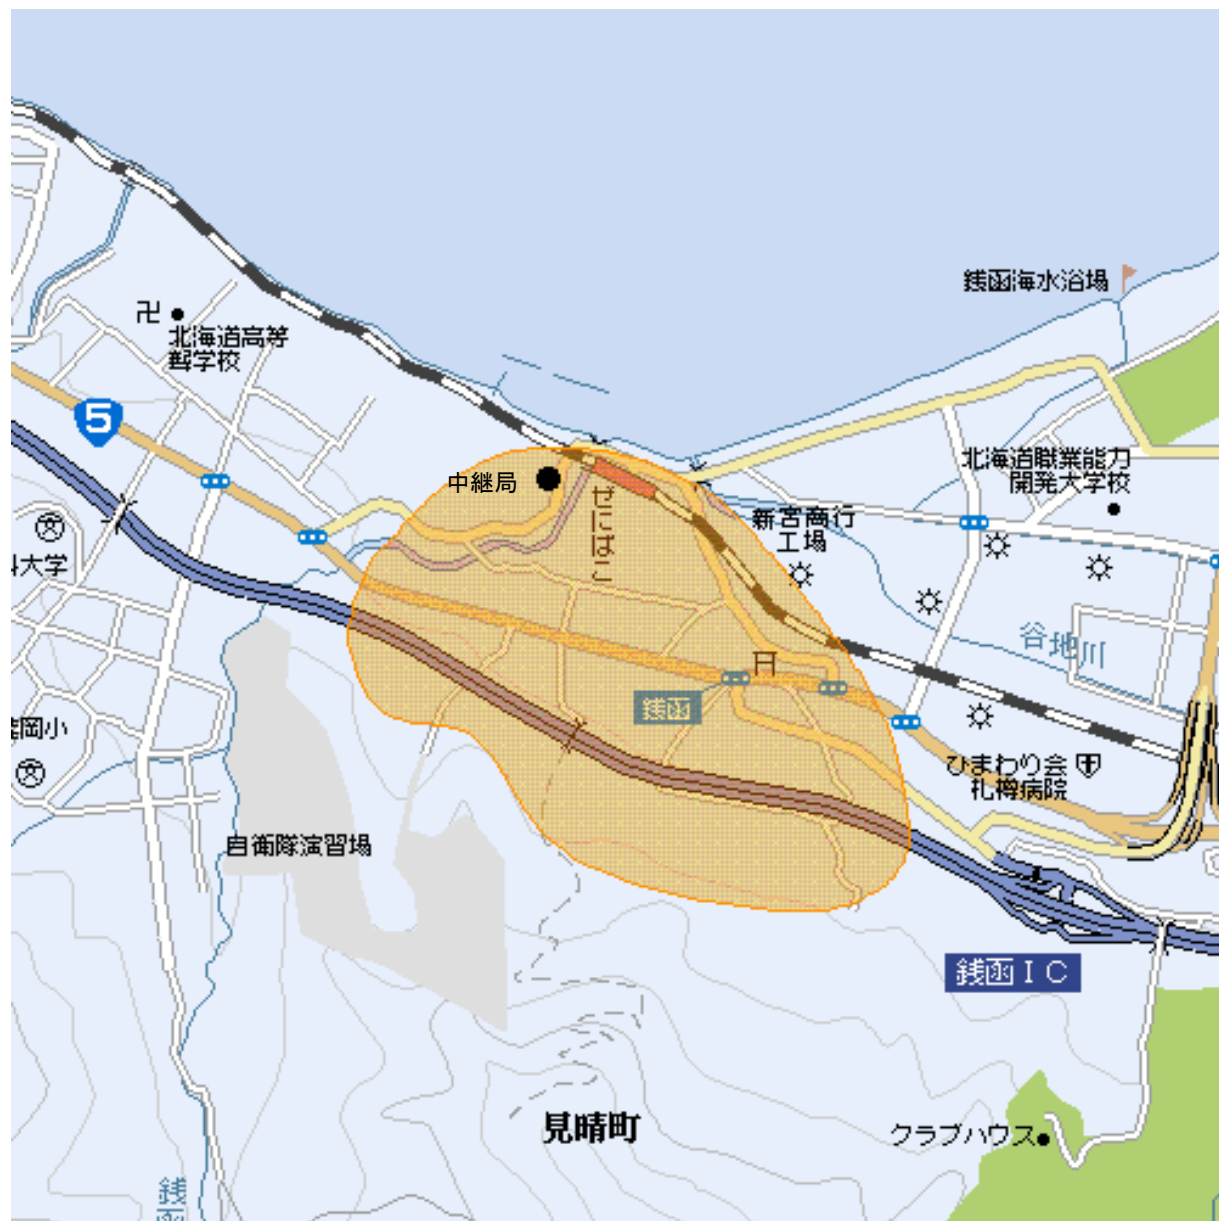 銭函海水浴場
卍
北海道高等
聾学校
5
中継局
ぜにばこ
北海道職業能力
開発大学校
新宮商行
工場
科大学
谷地川
銭函
桂岡小
ひまわり会
札樽病院
自衛隊演習場
銭函IC
見晴町
クラブハウス
銭函